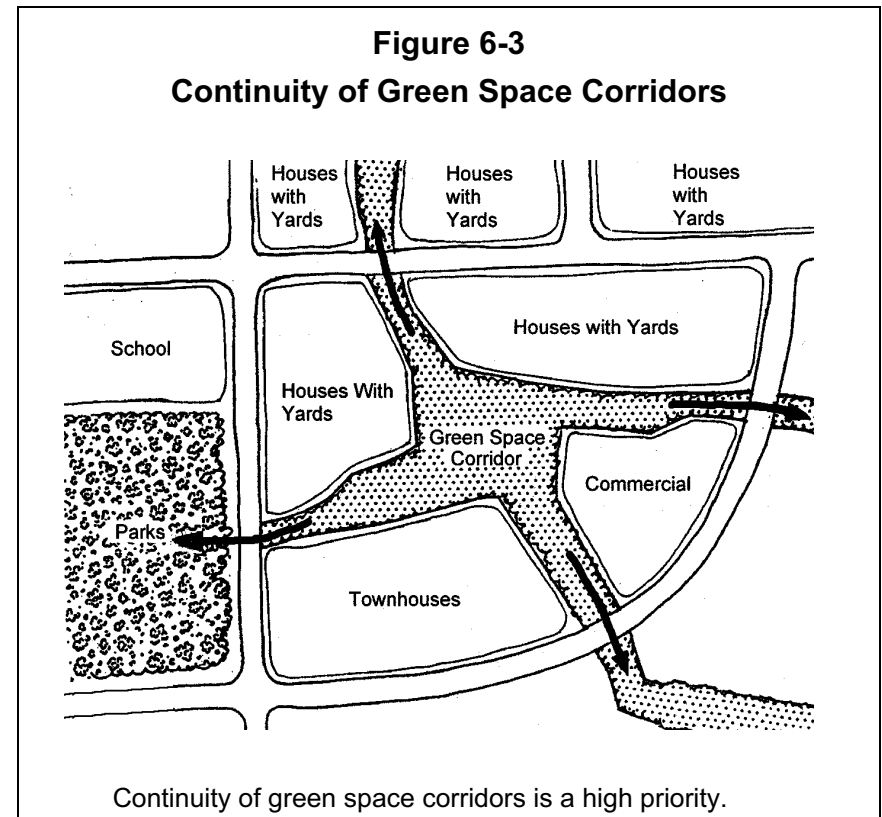 Figure 6-3
Continuity of Green Space Corridors
Houses
with
Yards
Houses
with
Yards
Houses
with
Yards
School
Houses with Yards
Houses With
Yards
Green Space
Corridor
Commercial
Parks
Townhouses
Continuity of green space corridors is a high priority.